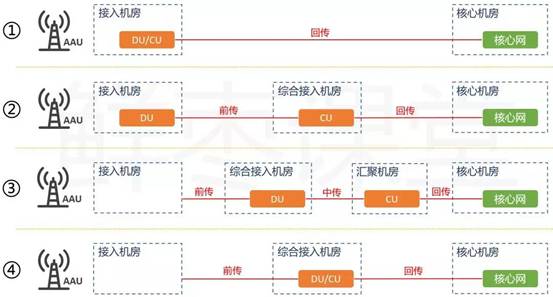 ①
AAU
接入机房
DU/CU
回传
核心机房
核心网
②
AAU
接入机房
DU
前传
综合接入机房
CU
回传
核心机房
核心网
③
AAU
接入机房
前传
综合接入机房
DU
中传
汇聚机房
CU
回传
核心机房
核心网
④
AAU
接入机房
前传
综合接入机房
DU/CU
回传
核心机房
核心网
鲜枣课堂